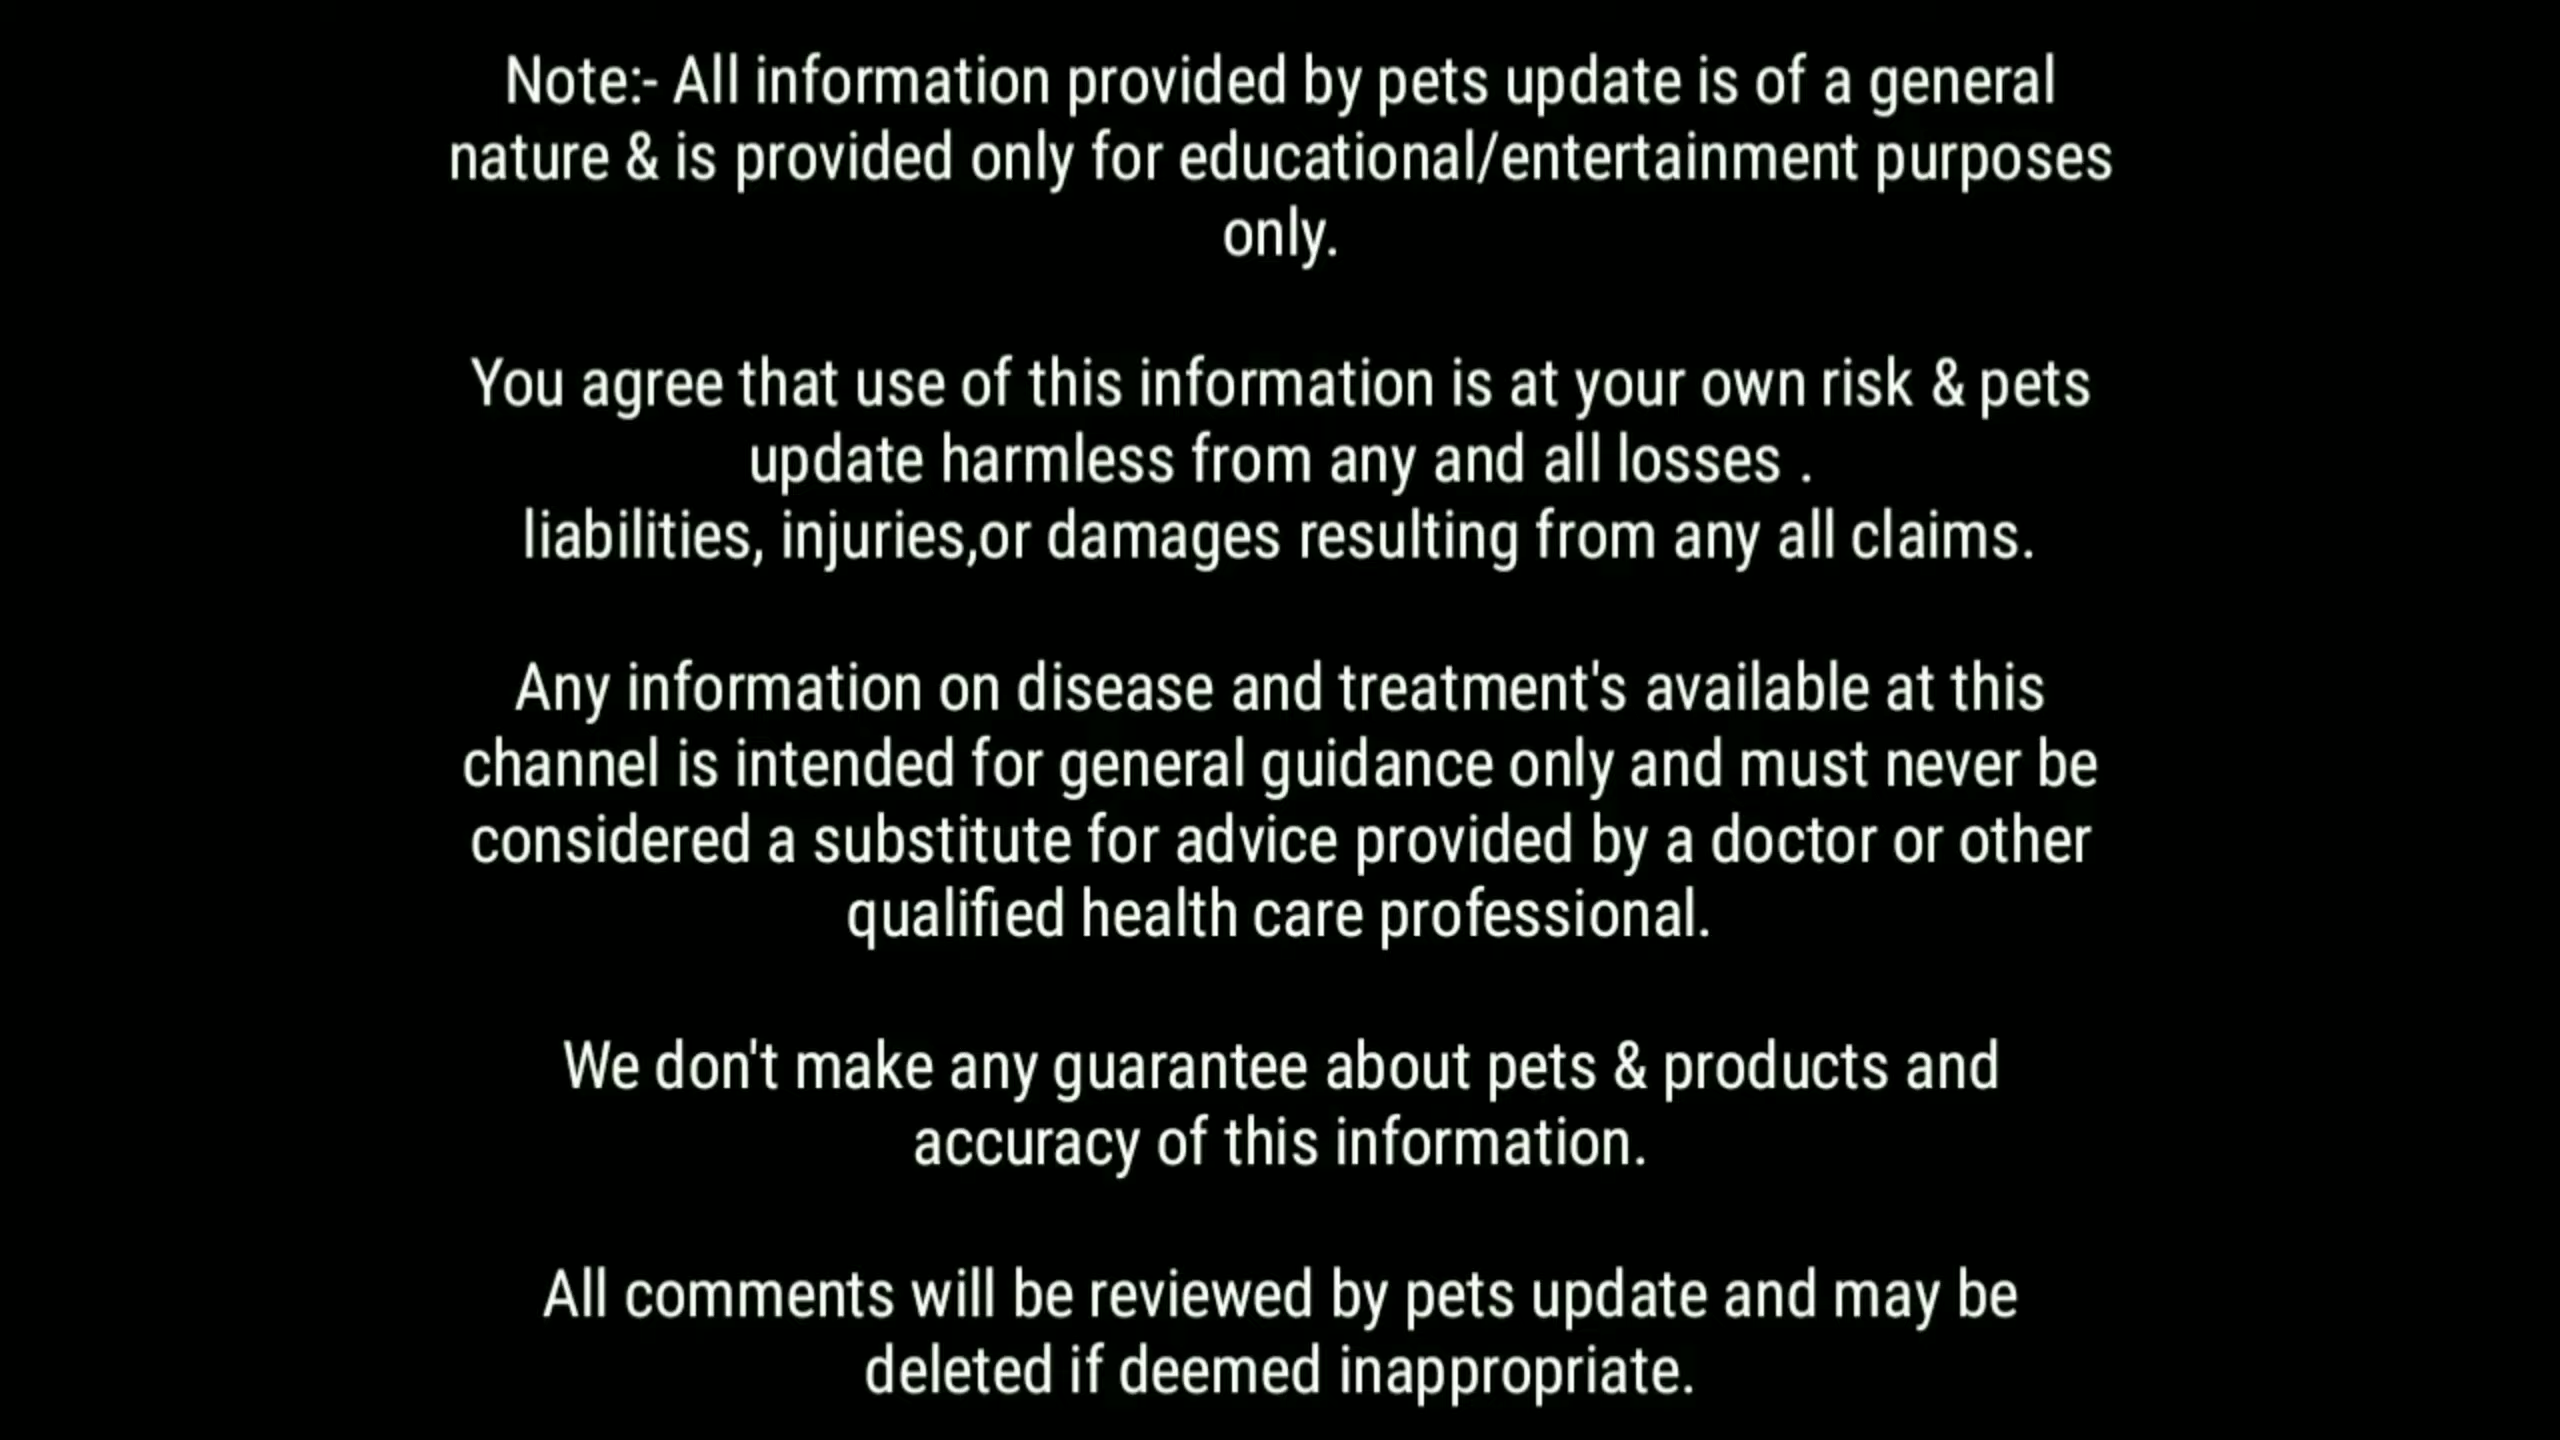 Note:- All information provided by pets update is of a general
nature & is provided only for educational/entertainment purposes
only.
You agree that use of this information is at your own risk & pets
update harmless from any and all losses .
liabilities, injuries,or damages resulting from any all claims.
Any information on disease and treatment's available at this
channel is intended for general guidance only and must never be
considered a substitute for advice provided by a doctor or other
qualified health care professional.
We don't make any guarantee about pets & products and
accuracy of this information.
All comments will be reviewed by pets update and may be
deleted if deemed inappropriate.